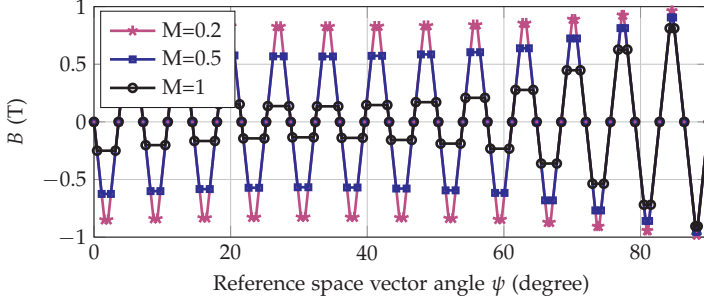 1
0.5
0
−0.5
−1
B (T)
M=0.2
M=0.5
M=1
0 20 40 60 80
Reference space vector angle ψ (degree)